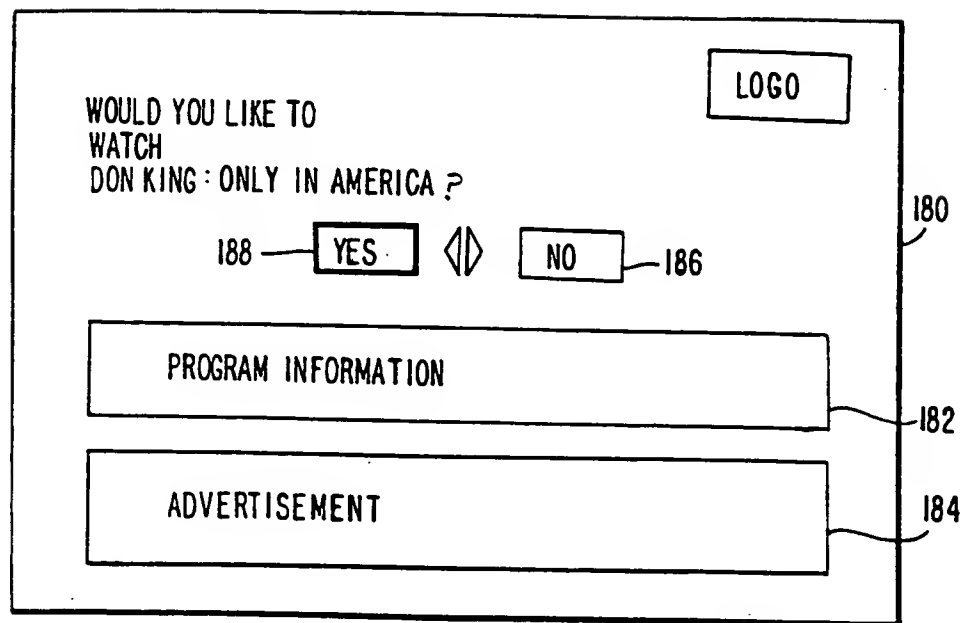 LOGO
WOULD YOU LIKE TO
WATCH
DON KING: ONLY IN AMERICA ?
180
188 YES NO 186
PROGRAM INFORMATION
182
ADVERTISEMENT
184